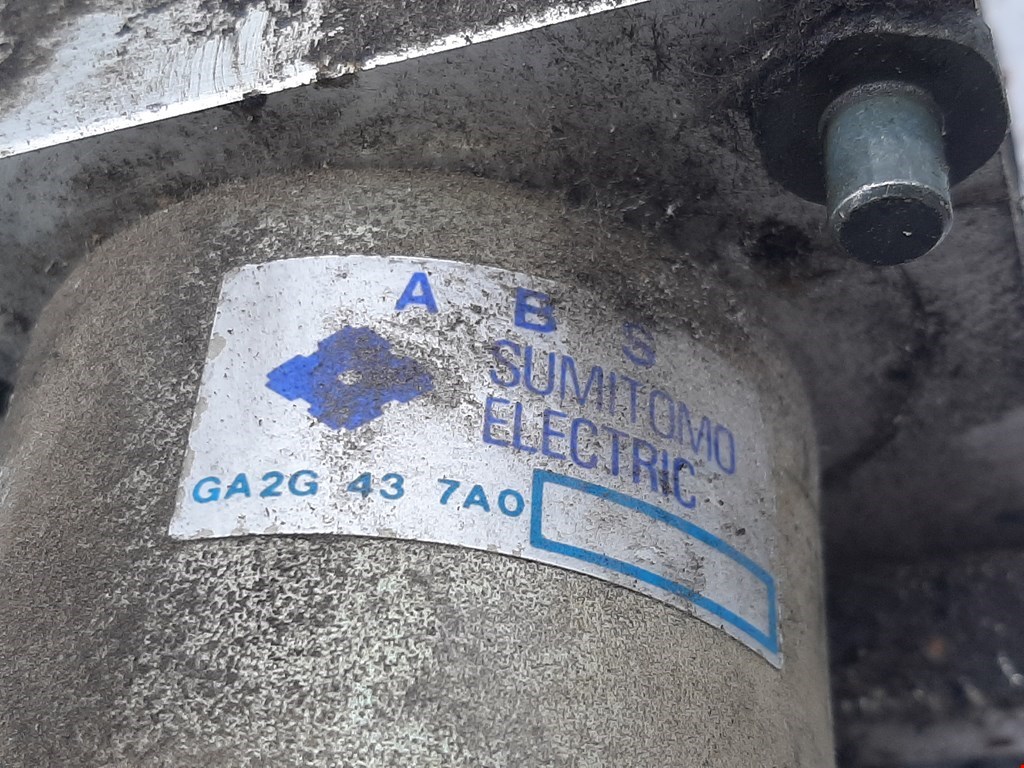 A B S
SUMITOMO
ELECTRIC
GA2G 43 7A0